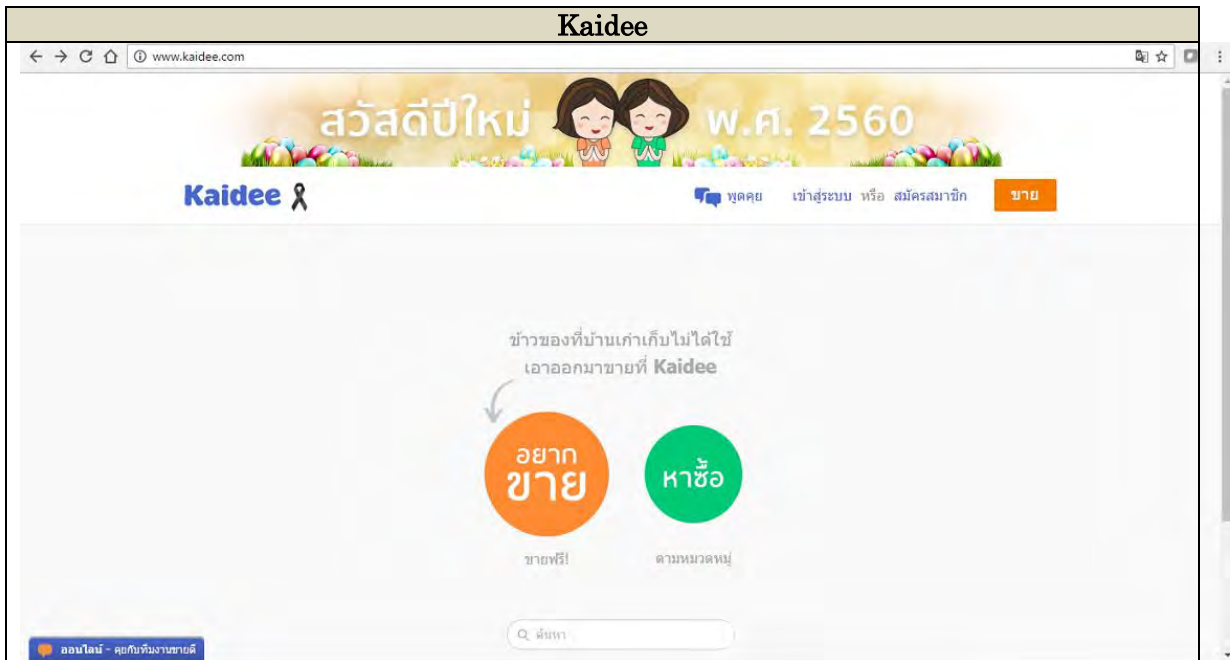 Kaidee
www.kaidee.com
สวัสดีปีใหม่ พ.ศ. 2560
Kaidee พูดคุย เข้าสู่ระบบ หรือ สมัครสมาชิก ขาย
ข้าวของที่บ้านเก่าเก็บไม่ได้ใช้
เอาออกมาขายที่ Kaidee
อยาก
ขาย
หาซื้อ
ขายฟรี!
ตามหมวดหมู่
ค้นหา
ออนไลน์ - คุยกับทีมงานขายดี